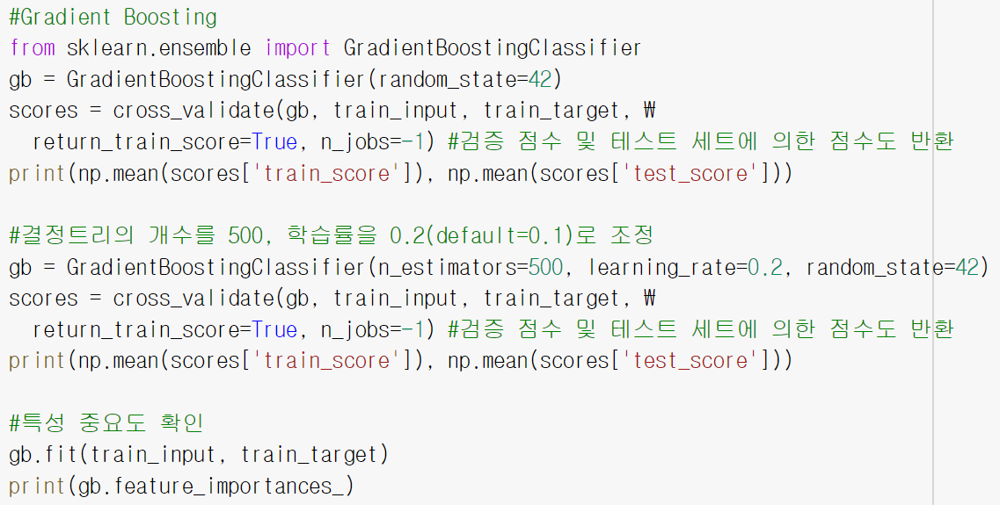 #Gradient Boosting
from sklearn.ensemble import GradientBoostingClassifier
gb = GradientBoostingClassifier(random_state=42)
scores = cross_validate(gb, train_input, train_target, ₩
  return_train_score=True, n_jobs=-1) #검증 점수 및 테스트 세트에 의한 점수도 반환
print(np.mean(scores['train_score']), np.mean(scores['test_score']))

#결정트리의 개수를 500, 학습률을 0.2(default=0.1)로 조정
gb = GradientBoostingClassifier(n_estimators=500, learning_rate=0.2, random_state=42)
scores = cross_validate(gb, train_input, train_target, ₩
  return_train_score=True, n_jobs=-1) #검증 점수 및 테스트 세트에 의한 점수도 반환
print(np.mean(scores['train_score']), np.mean(scores['test_score']))

#특성 중요도 확인
gb.fit(train_input, train_target)
print(gb.feature_importances_)